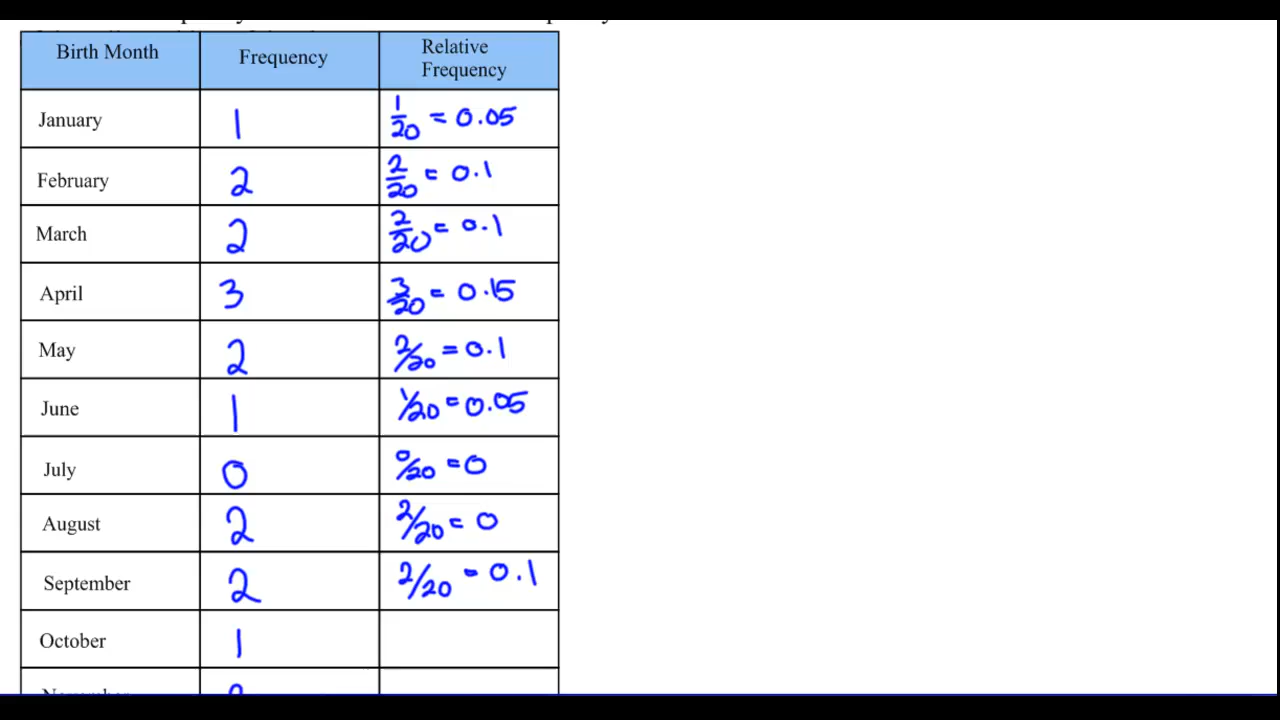 Birth Month Frequency Relative Frequency
January 1 1/20 = 0.05
February 2 2/20 = 0.1
March 2 2/20 = 0.1
April 3 3/20 = 0.15
May 2 2/20 = 0.1
June 1 1/20 = 0.05
July 0 0/20 = 0
August 2 2/20 = 0
September 2 2/20 = 0.1
October 1